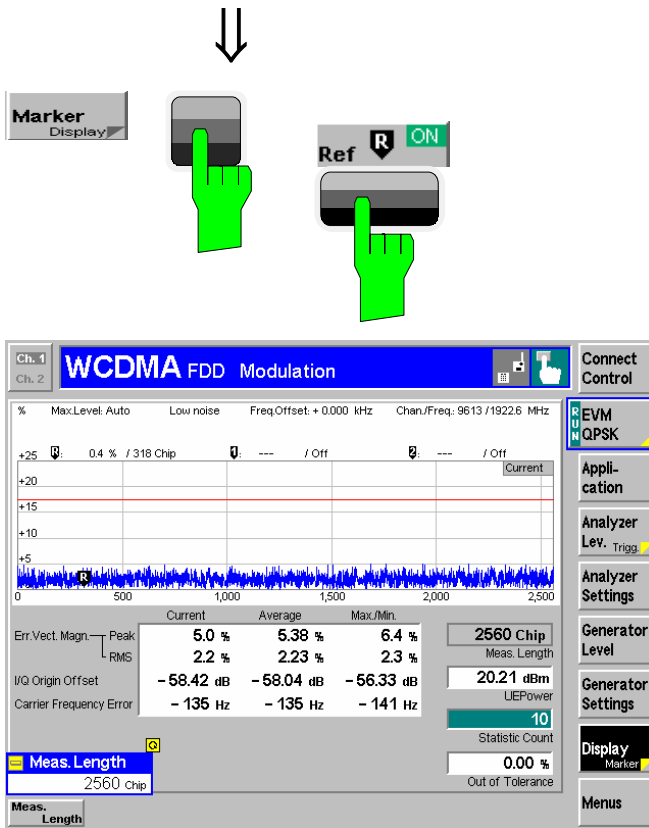 Marker
Display
Ref R ON
Ch. 1
Ch. 2
WCDMA FDD Modulation
Connect
Control
% Max.Level: Auto Low noise Freq.Offset: + 0.000 kHz Chan./Freq.: 9613 / 1922.6 MHz
RUN
EVM
QPSK
+25 R: 0.4 % / 318 Chip 1: --- / Off 2: --- / Off
Current
+20
+15
+10
+5
R
0 500 1,000 1,500 2,000 2,500
Appli-
cation
Analyzer
Lev. Trigg.
Analyzer
Settings
Current Average Max./Min.
Err.Vect. Magn. Peak 5.0 % 5.38 % 6.4 %
RMS 2.2 % 2.23 % 2.3 %
I/Q Origin Offset – 58.42 dB – 58.04 dB – 56.33 dB
Carrier Frequency Error – 135 Hz – 135 Hz – 141 Hz
2560 Chip
Meas. Length
20.21 dBm
UEPower
10
Statistic Count
0.00 %
Out of Tolerance
Generator
Level
Generator
Settings
Display
Marker
Menus
Meas. Length
2560 Chip
Meas.
Length